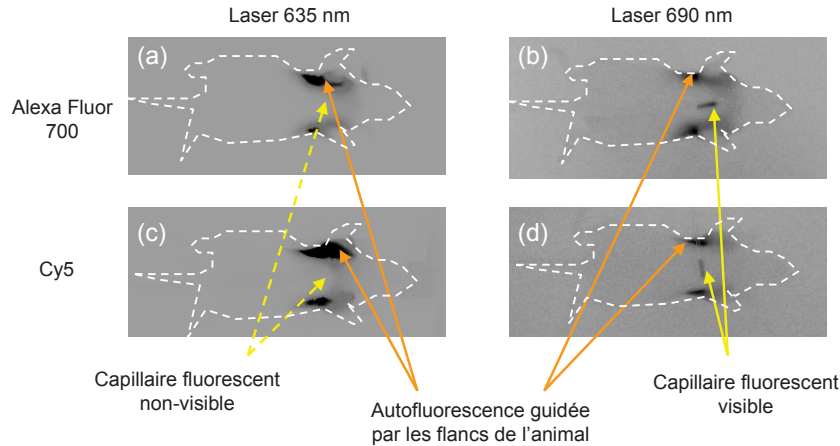 Laser 635 nm
Laser 690 nm
(a)
(b)
Alexa Fluor
700
(c)
(d)
Cy5
Capillaire fluorescent
non-visible
Autofluorescence guidée
par les flancs de l'animal
Capillaire fluorescent
visible